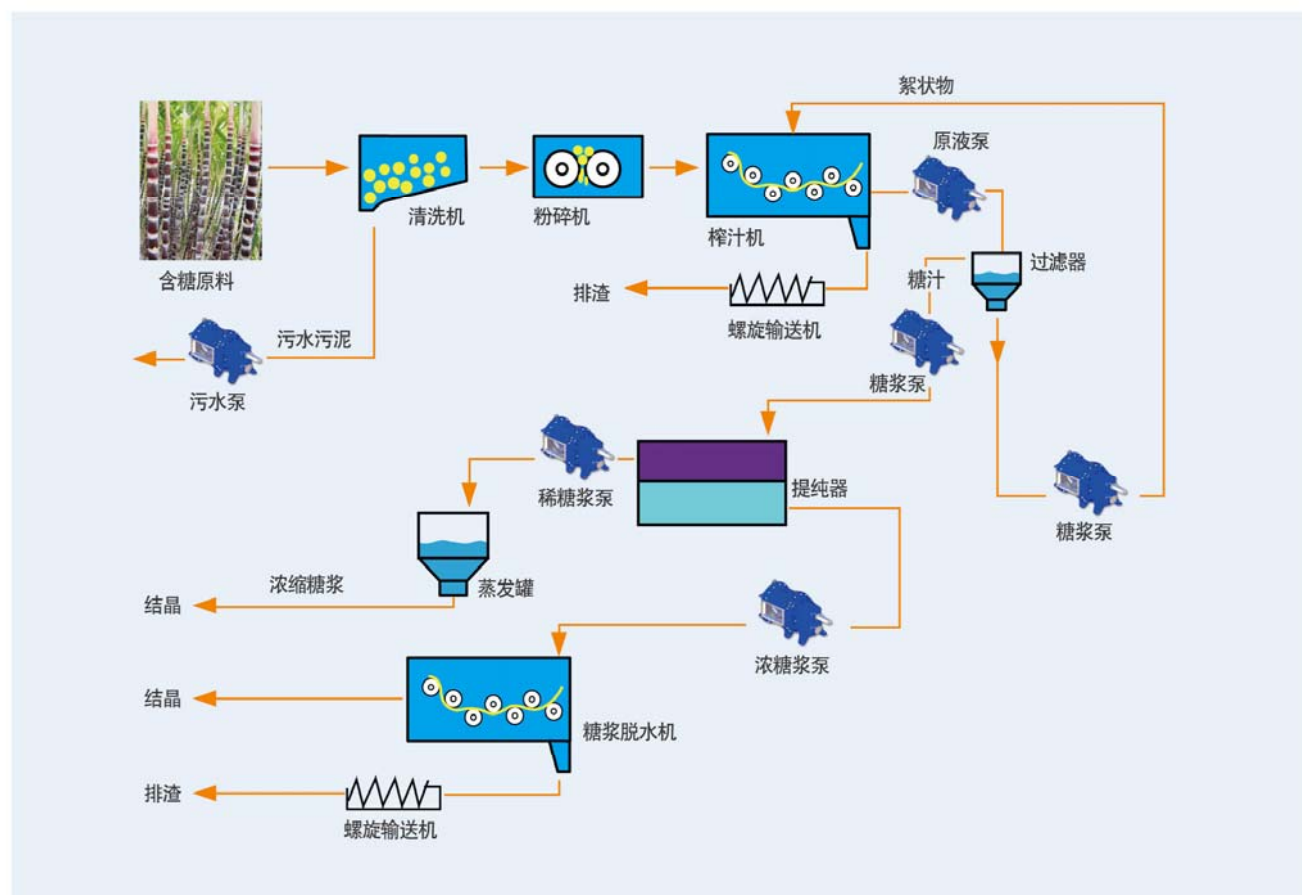 絮状物
原液泵
清洗机
粉碎机
榨汁机
过滤器
含糖原料
糖汁
排渣
螺旋输送机
污水污泥
糖浆泵
污水泵
提纯器
稀糖浆泵
糖浆泵
浓缩糖浆
蒸发罐
结晶
浓糖浆泵
结晶
糖浆脱水机
排渣
螺旋输送机